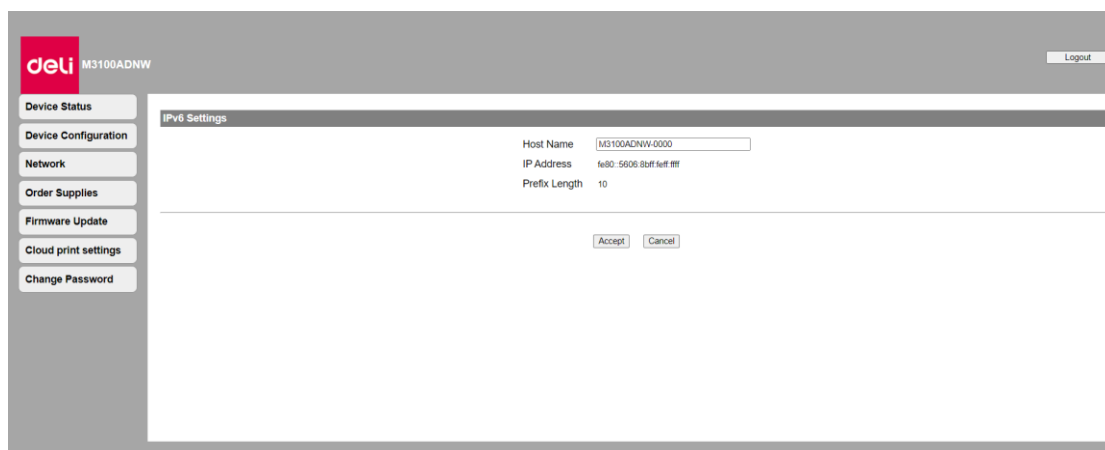 deli M3100ADNW
Logout
Device Status
Device Configuration
Network
Order Supplies
Firmware Update
Cloud print settings
Change Password
IPv6 Settings
Host Name M3100ADNW-0000
IP Address fe80::5606:8bff:feff:ffff
Prefix Length 10
Accept Cancel